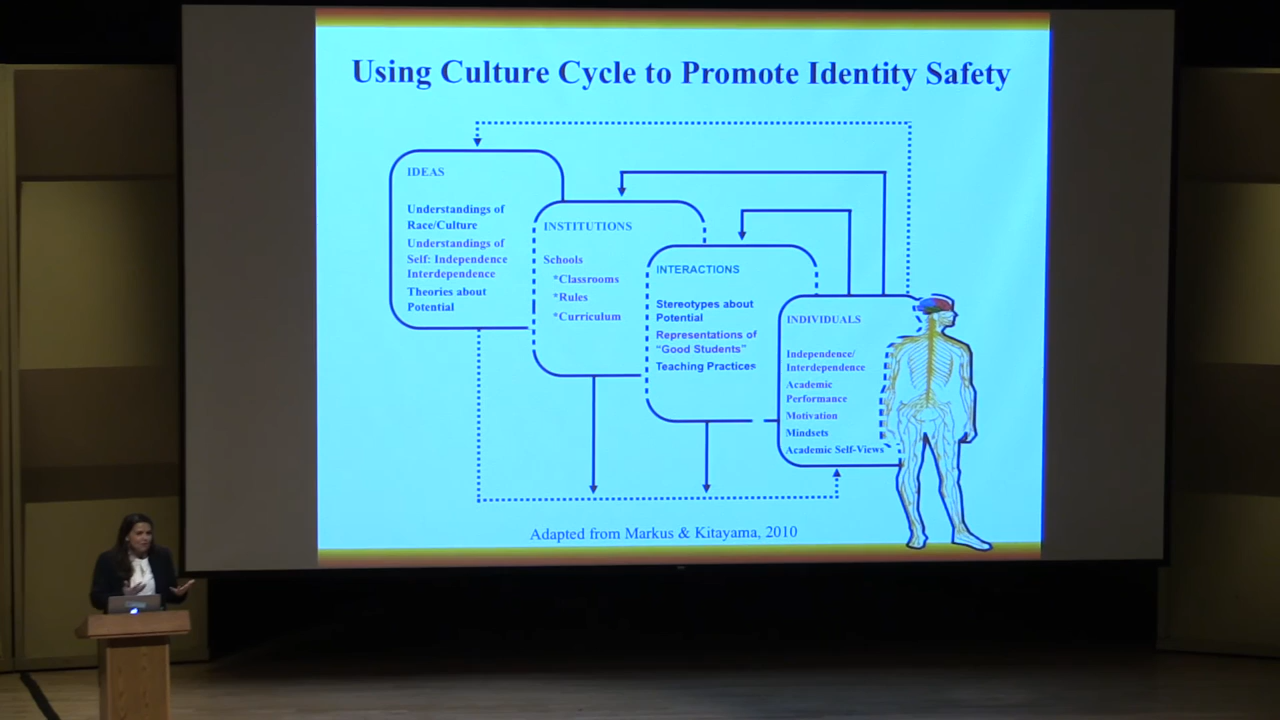 Using Culture Cycle to Promote Identity Safety
IDEAS
Understandings of
Race/Culture
Understandings of
Self: Independence
Interdependence
Theories about
Potential
INSTITUTIONS
Schools
*Classrooms
*Rules
*Curriculum
INTERACTIONS
Stereotypes about
Potential
Representations of
“Good Students”
Teaching Practices
INDIVIDUALS
Independence/
Interdependence
Academic
Performance
Motivation
Mindsets
Academic Self-Views
Adapted from Markus & Kitayama, 2010